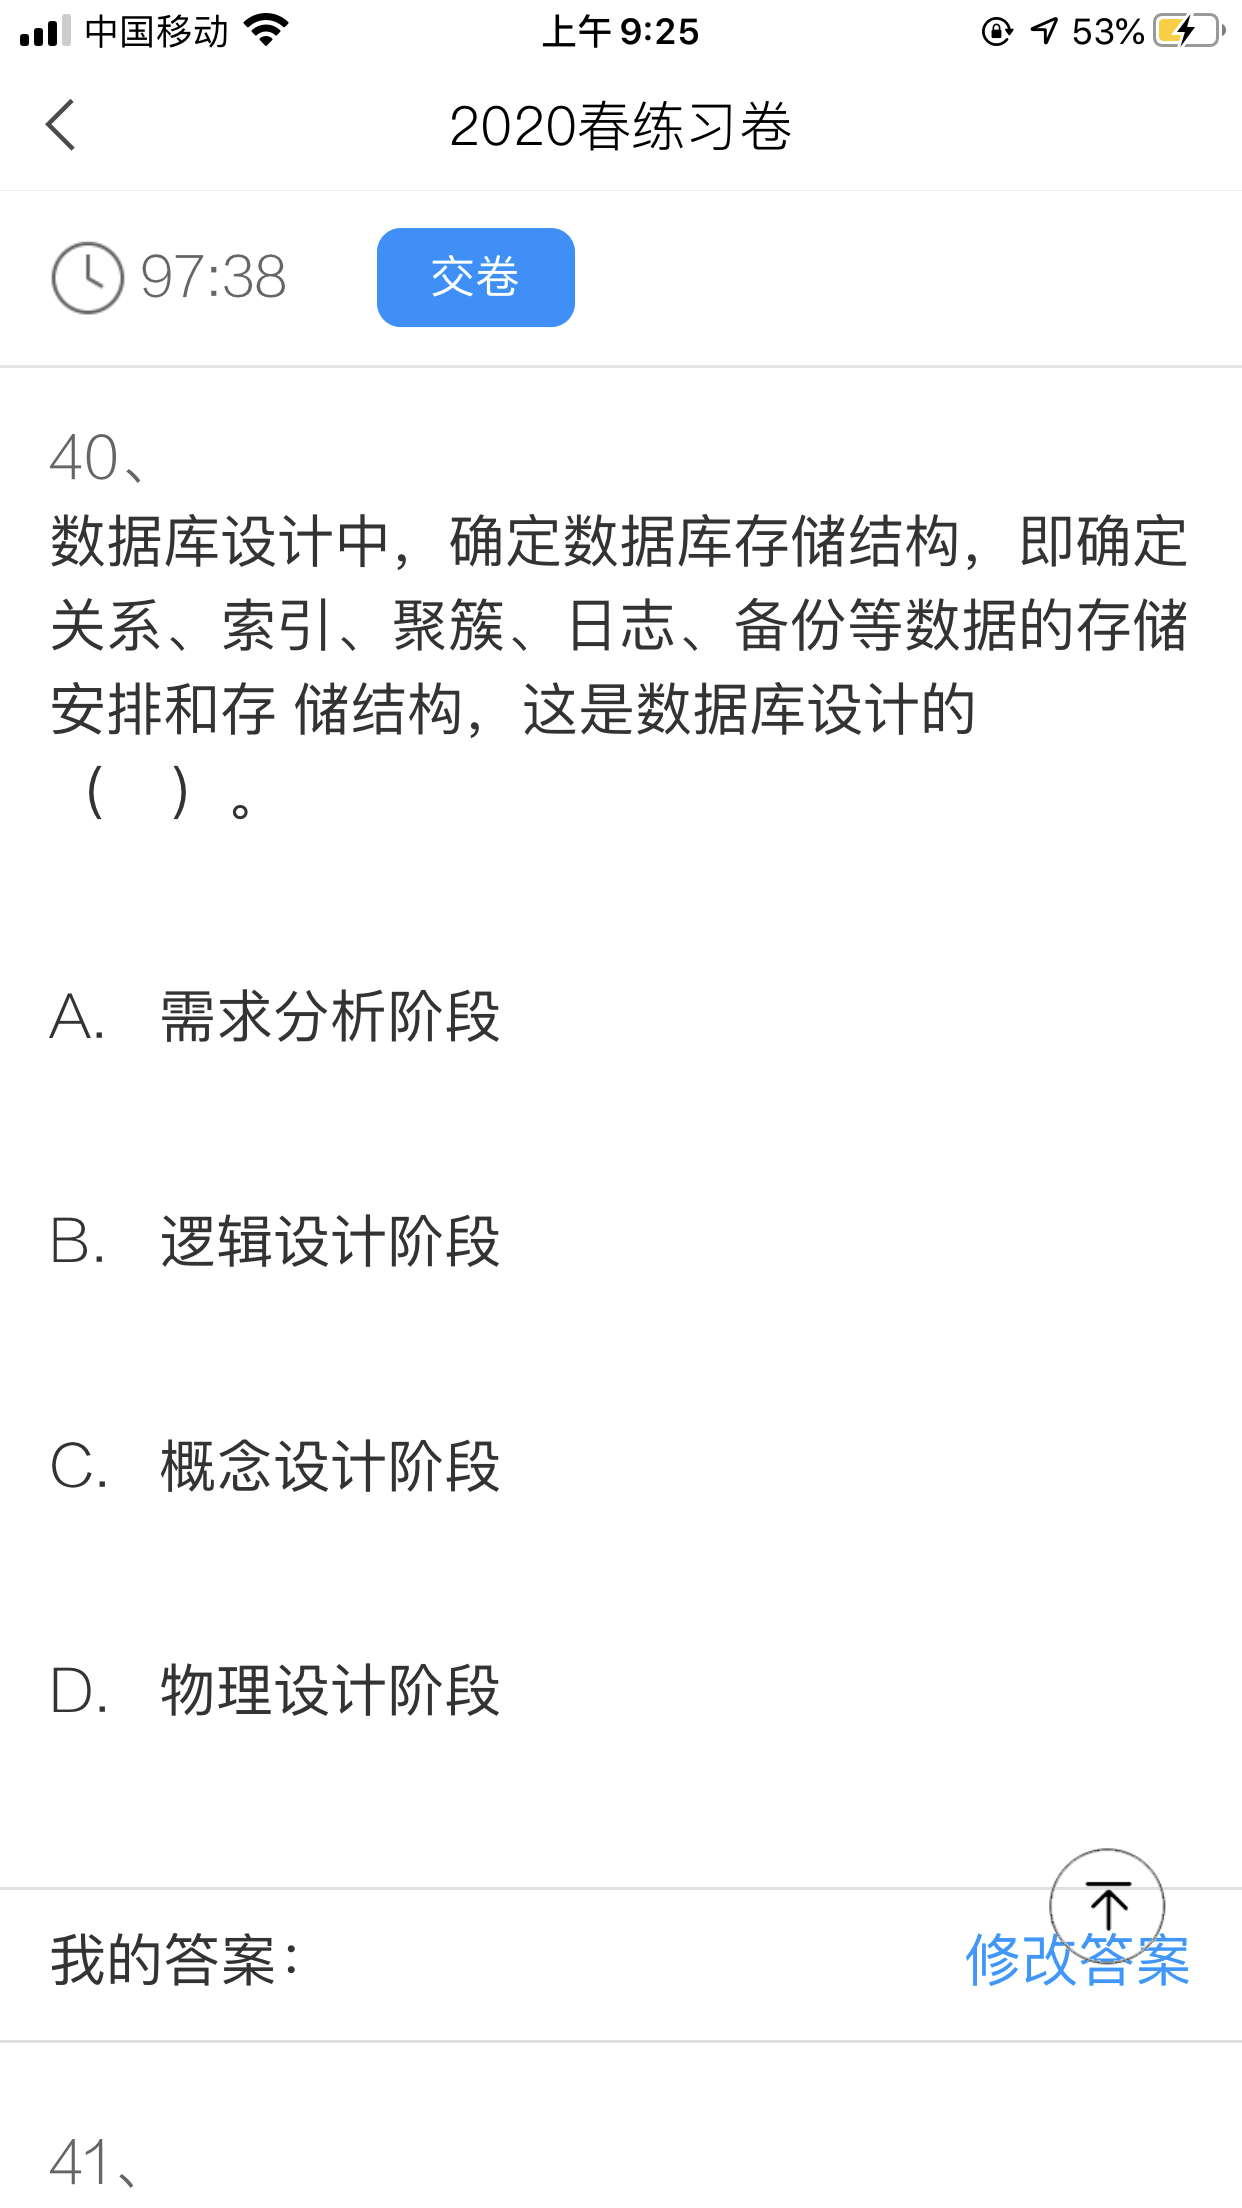 中国移动 上午 9:25 53%
2020春练习卷
97:38 交卷
40、
数据库设计中，确定数据库存储结构，即确定
关系、索引、聚簇、日志、备份等数据的存储
安排和存 储结构，这是数据库设计的
（ ）。
A. 需求分析阶段
B. 逻辑设计阶段
C. 概念设计阶段
D. 物理设计阶段
我的答案： 修改答案
41、